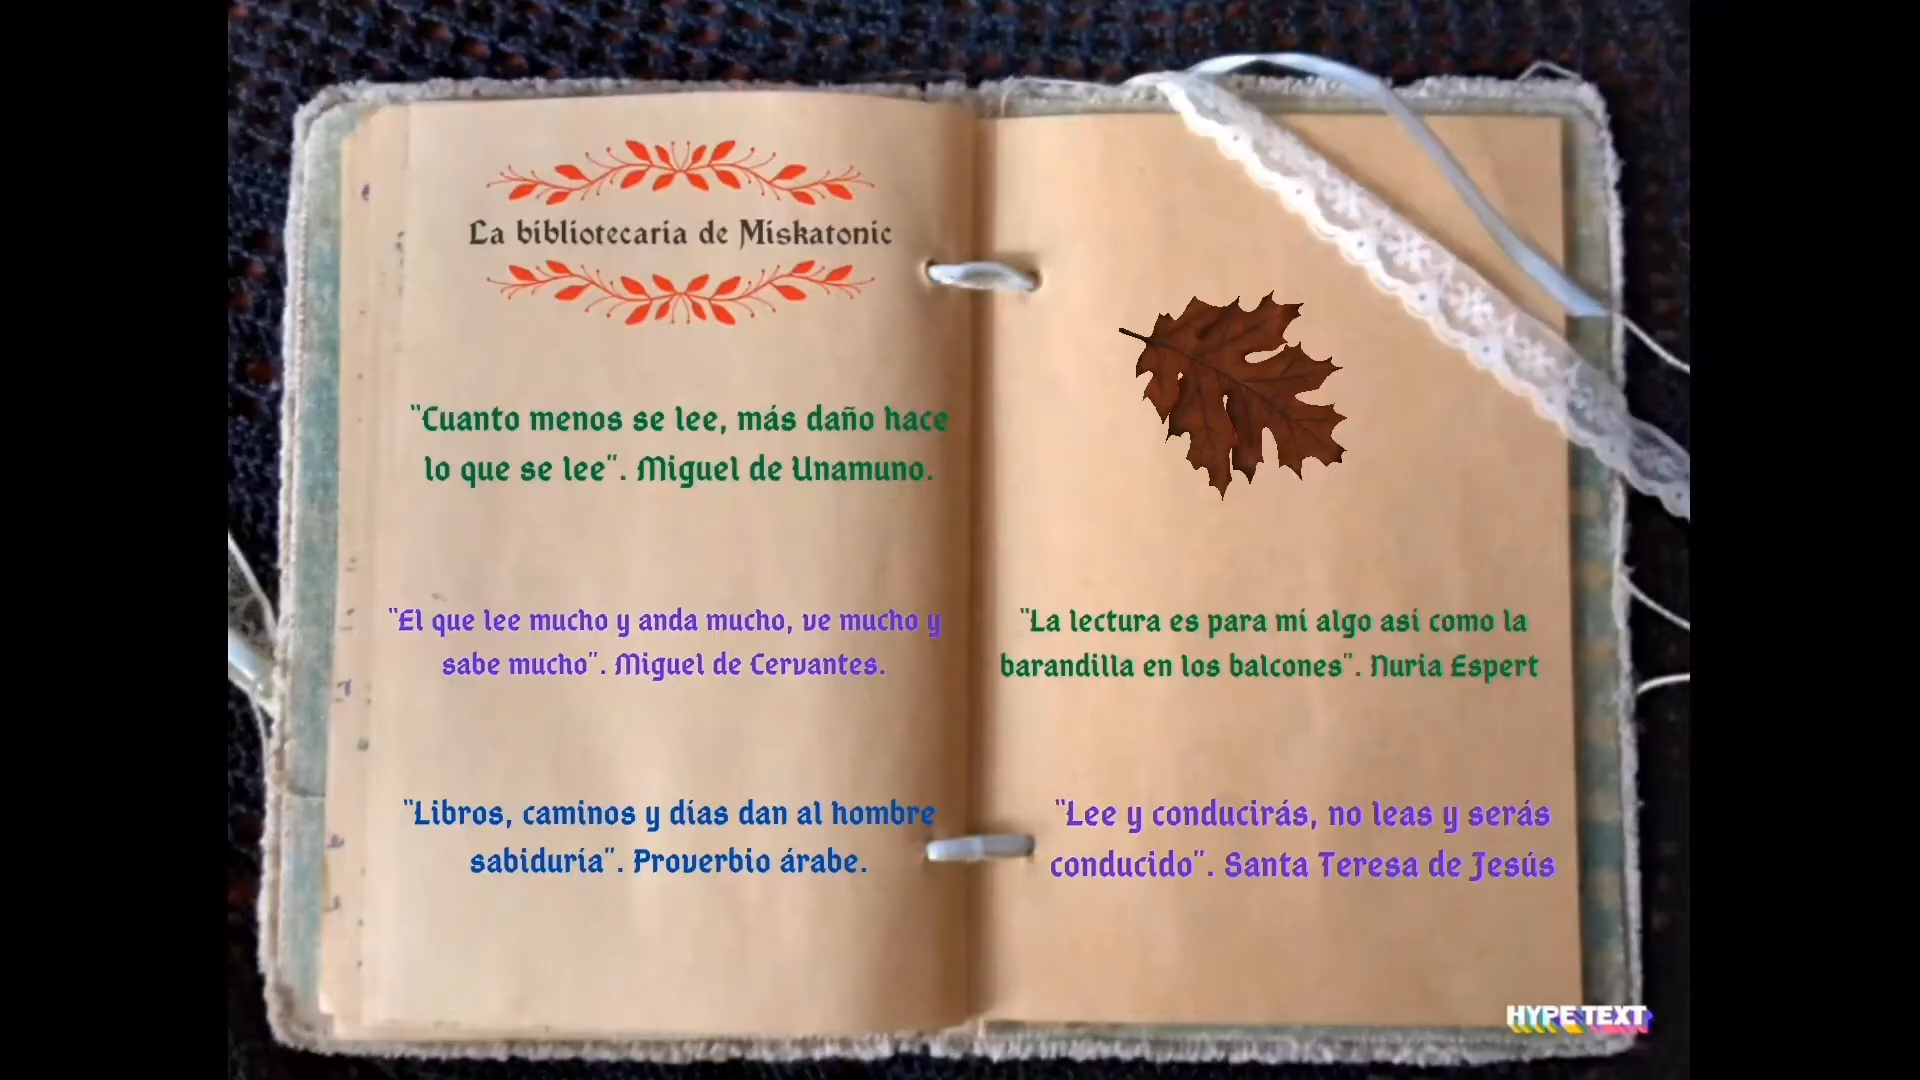 La bibliotecaria de Miskatonic
"Cuanto menos se lee, más daño hace
lo que se lee". Miguel de Unamuno.
"El que lee mucho y anda mucho, ve mucho y
sabe mucho". Miguel de Cervantes.
"Libros, caminos y días dan al hombre
sabiduría". Proverbio árabe.
"La lectura es para mí algo así como la
barandilla en los balcones". Nuria Espert
"Lee y conducirás, no leas y serás
conducido". Santa Teresa de Jesús
HYPE TEXT